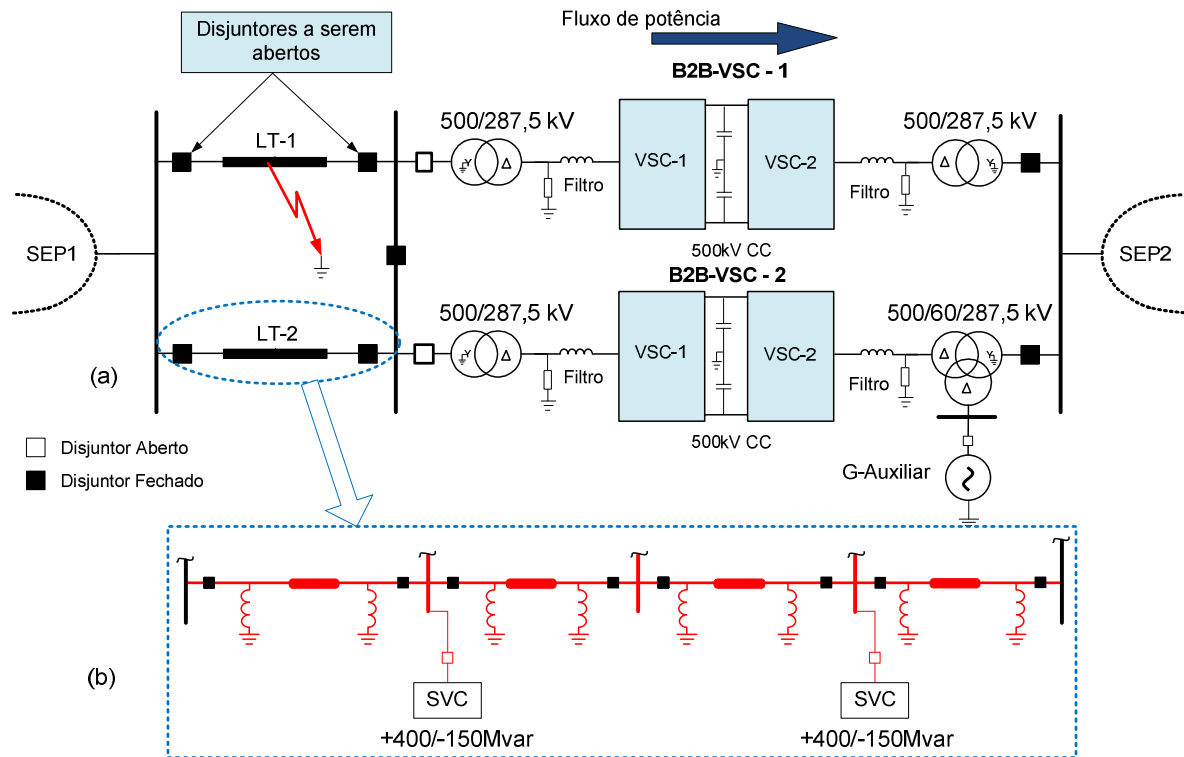 Disjuntores a serem
abertos
Fluxo de potência
B2B-VSC - 1
LT-1
500/287,5 kV
500/287,5 kV
VSC-1
VSC-2
Y
Δ
Δ
Y
Filtro
Filtro
500kV CC
SEP1
SEP2
B2B-VSC - 2
LT-2
500/287,5 kV
500/60/287,5 kV
VSC-1
VSC-2
Y
Δ
Δ
Y
Δ
Filtro
Filtro
(a)
500kV CC
Disjuntor Aberto
Disjuntor Fechado
G-Auxiliar
(b)
SVC
SVC
+400/-150Mvar
+400/-150Mvar